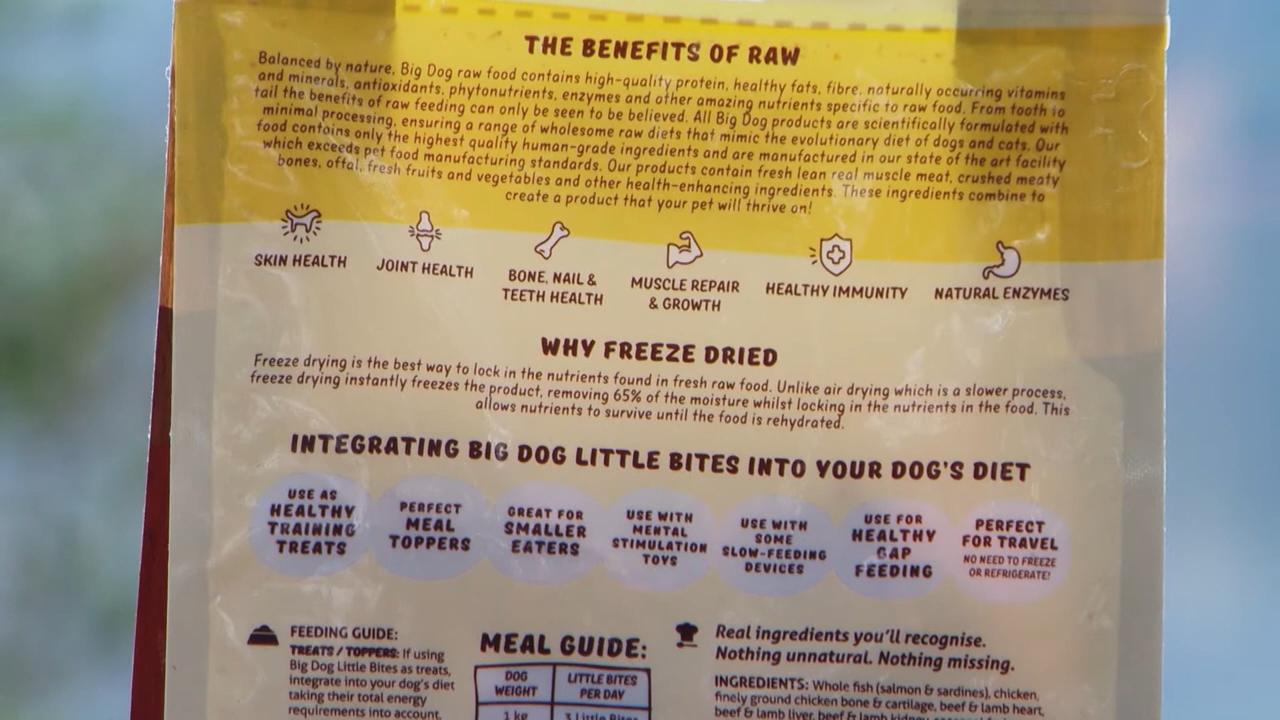 THE BENEFITS OF RAW
Balanced by nature, Big Dog raw food contains high-quality protein, healthy fats, fibre, naturally occurring vitamins
and minerals, antioxidants, phytonutrients, enzymes and other amazing nutrients specific to raw food. From tooth to
tail the benefits of raw feeding can only be seen to be believed. All Big Dog products are scientifically formulated with
minimal processing, ensuring a range of wholesome raw diets that mimic the evolutionary diet of dogs and cats. Our
food contains only the highest quality human-grade ingredients and are manufactured in our state of the art facility
which exceeds pet food manufacturing standards. Our products contain fresh lean real muscle meat, crushed meaty
bones, offal, fresh fruits and vegetables and other health-enhancing ingredients. These ingredients combine to
create a product that your pet will thrive on!
SKIN HEALTH
JOINT HEALTH
BONE, NAIL &
TEETH HEALTH
MUSCLE REPAIR
& GROWTH
HEALTHY IMMUNITY
NATURAL ENZYMES
WHY FREEZE DRIED
Freeze drying is the best way to lock in the nutrients found in fresh raw food. Unlike air drying which is a slower process,
freeze drying instantly freezes the product, removing 65% of the moisture whilst locking in the nutrients in the food. This
allows nutrients to survive until the food is rehydrated.
INTEGRATING BIG DOG LITTLE BITES INTO YOUR DOG'S DIET
USE AS
HEALTHY
TRAINING
TREATS
PERFECT
MEAL
TOPPERS
GREAT FOR
SMALLER
EATERS
USE WITH
MENTAL
STIMULATION
TOYS
USE WITH
SOME
SLOW-FEEDING
DEVICES
USE FOR
HEALTHY
GAP
FEEDING
PERFECT
FOR TRAVEL
NO NEED TO FREEZE
OR REFRIGERATE!
FEEDING GUIDE:
TREATS / TOPPERS: If using
Big Dog Little Bites as treats,
integrate into your dog's diet
taking their total energy
requirements into account.
MEAL GUIDE:
DOG
WEIGHT
LITTLE BITES
PER DAY
1 kg
3 Little Bites
Real ingredients you'll recognise.
Nothing unnatural. Nothing missing.
INGREDIENTS: Whole fish (salmon & sardines), chicken,
finely ground chicken bone & cartilage, beef & lamb heart,
beef & lamb liver, beef & lamb kidney,